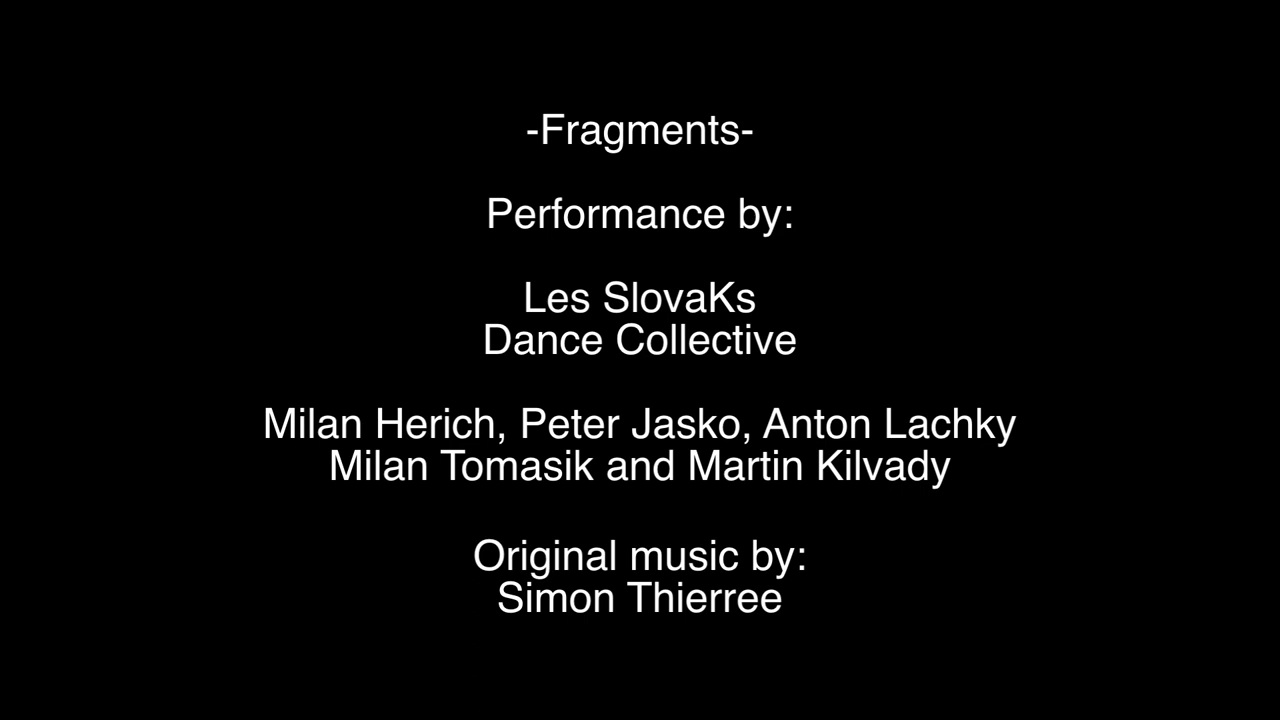 -Fragments-
Performance by:
Les SlovaKs
Dance Collective
Milan Herich, Peter Jasko, Anton Lachky
Milan Tomasik and Martin Kilvady
Original music by:
Simon Thierree